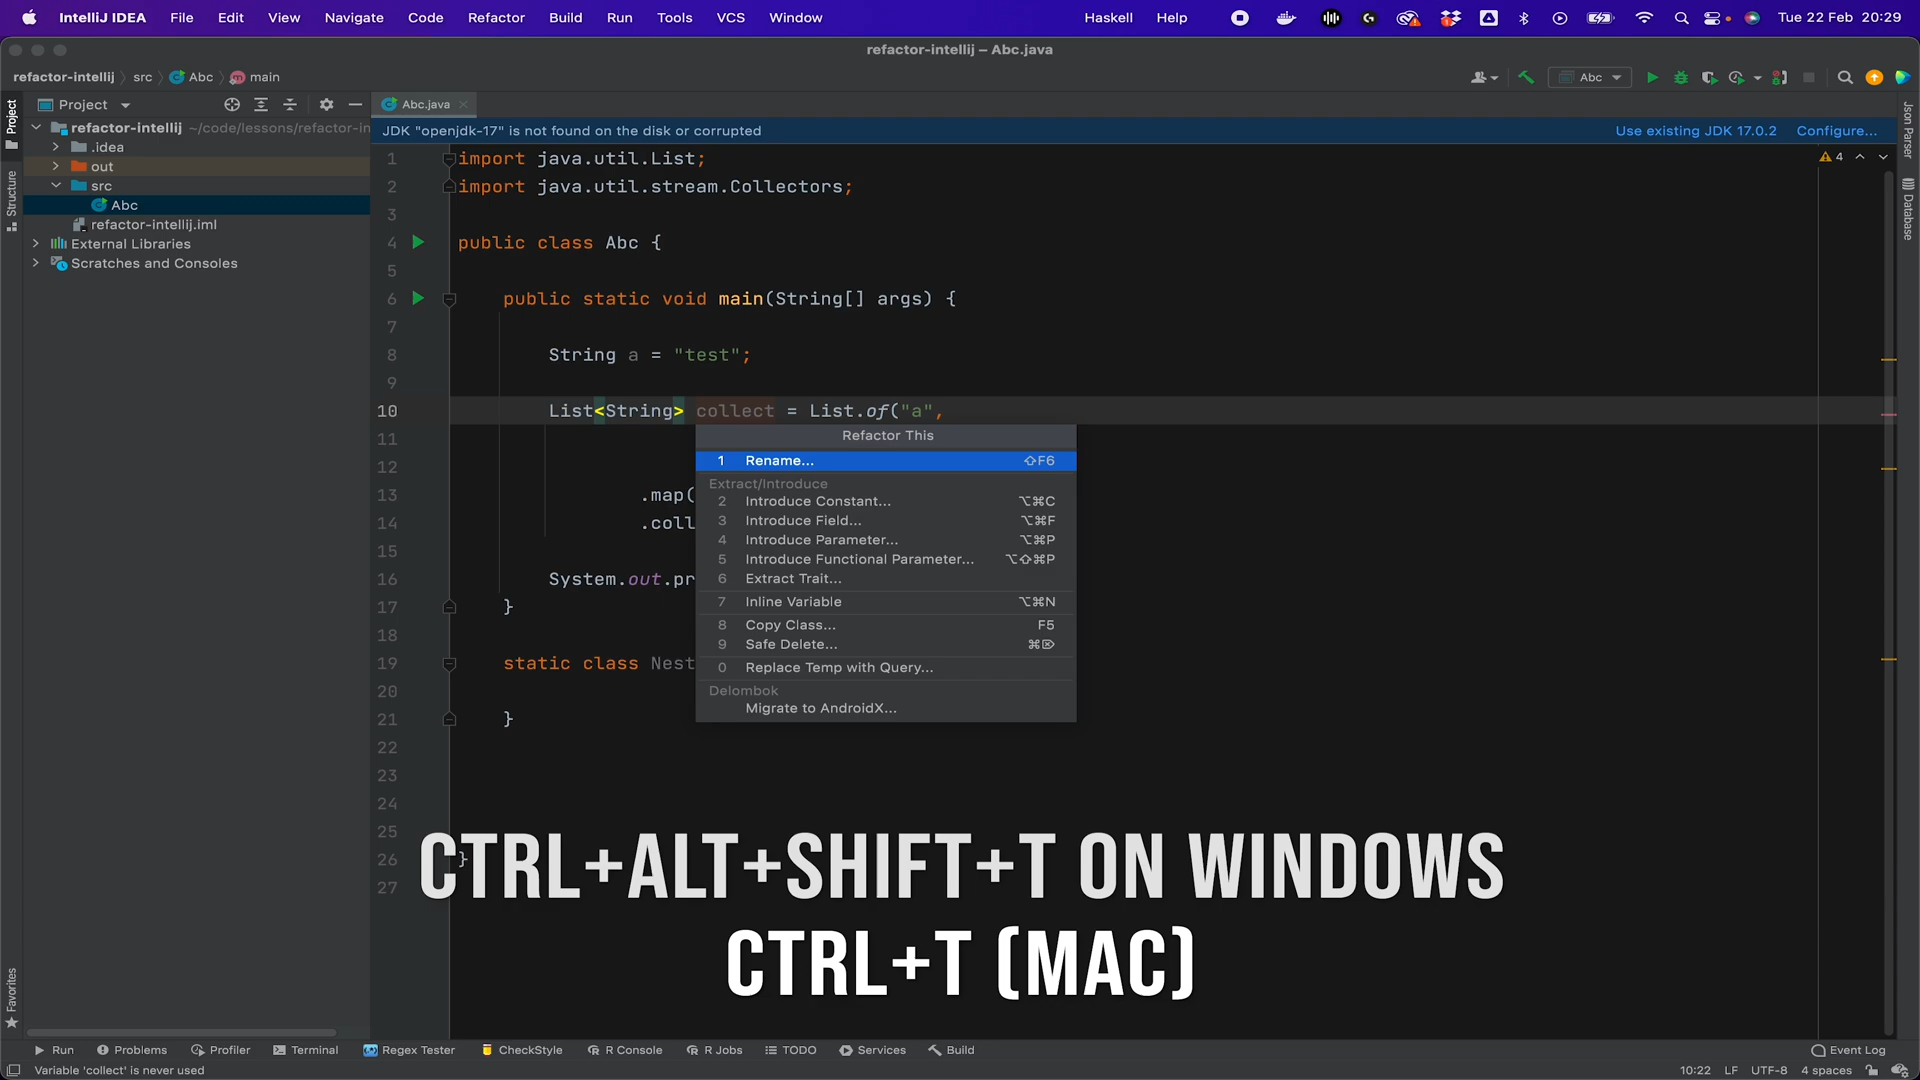 IntelliJ IDEA File Edit View Navigate Code Refactor Build Run Tools VCS Window Haskell Help Tue 22 Feb 20:29
refactor-intellij – Abc.java
refactor-intellij src Abc main Abc
Project Abc.java
refactor-intellij ~/code/lessons/refactor-in
JDK "openjdk-17" is not found on the disk or corrupted Use existing JDK 17.0.2 Configure...
.idea
out
src
Abc
refactor-intellij.iml
External Libraries
Scratches and Consoles
Project
Structure
Favorites
Json Parser
Database
4
1 import java.util.List;
2 import java.util.stream.Collectors;
3
4 public class Abc {
5
6 public static void main(String[] args) {
7
8 String a = "test";
9
10 List<String> collect = List.of("a",
11
12
13 .map(
14 .coll
15
16 System.out.pr
17 }
18
19 static class Nest
20
21 }
22
23
24
25
26 }
27
Refactor This
1 Rename... ⇧F6
Extract/Introduce
2 Introduce Constant... ⌥⌘C
3 Introduce Field... ⌥⌘F
4 Introduce Parameter... ⌥⌘P
5 Introduce Functional Parameter... ⌥⇧⌘P
6 Extract Trait...
7 Inline Variable ⌥⌘N
8 Copy Class... F5
9 Safe Delete... ⌘⌦
0 Replace Temp with Query...
Delombok
Migrate to AndroidX...
CTRL+ALT+SHIFT+T ON WINDOWS
CTRL+T (MAC)
Run Problems Profiler Terminal Regex Tester CheckStyle R Console R Jobs TODO Services Build Event Log
Variable 'collect' is never used 10:22 LF UTF-8 4 spaces